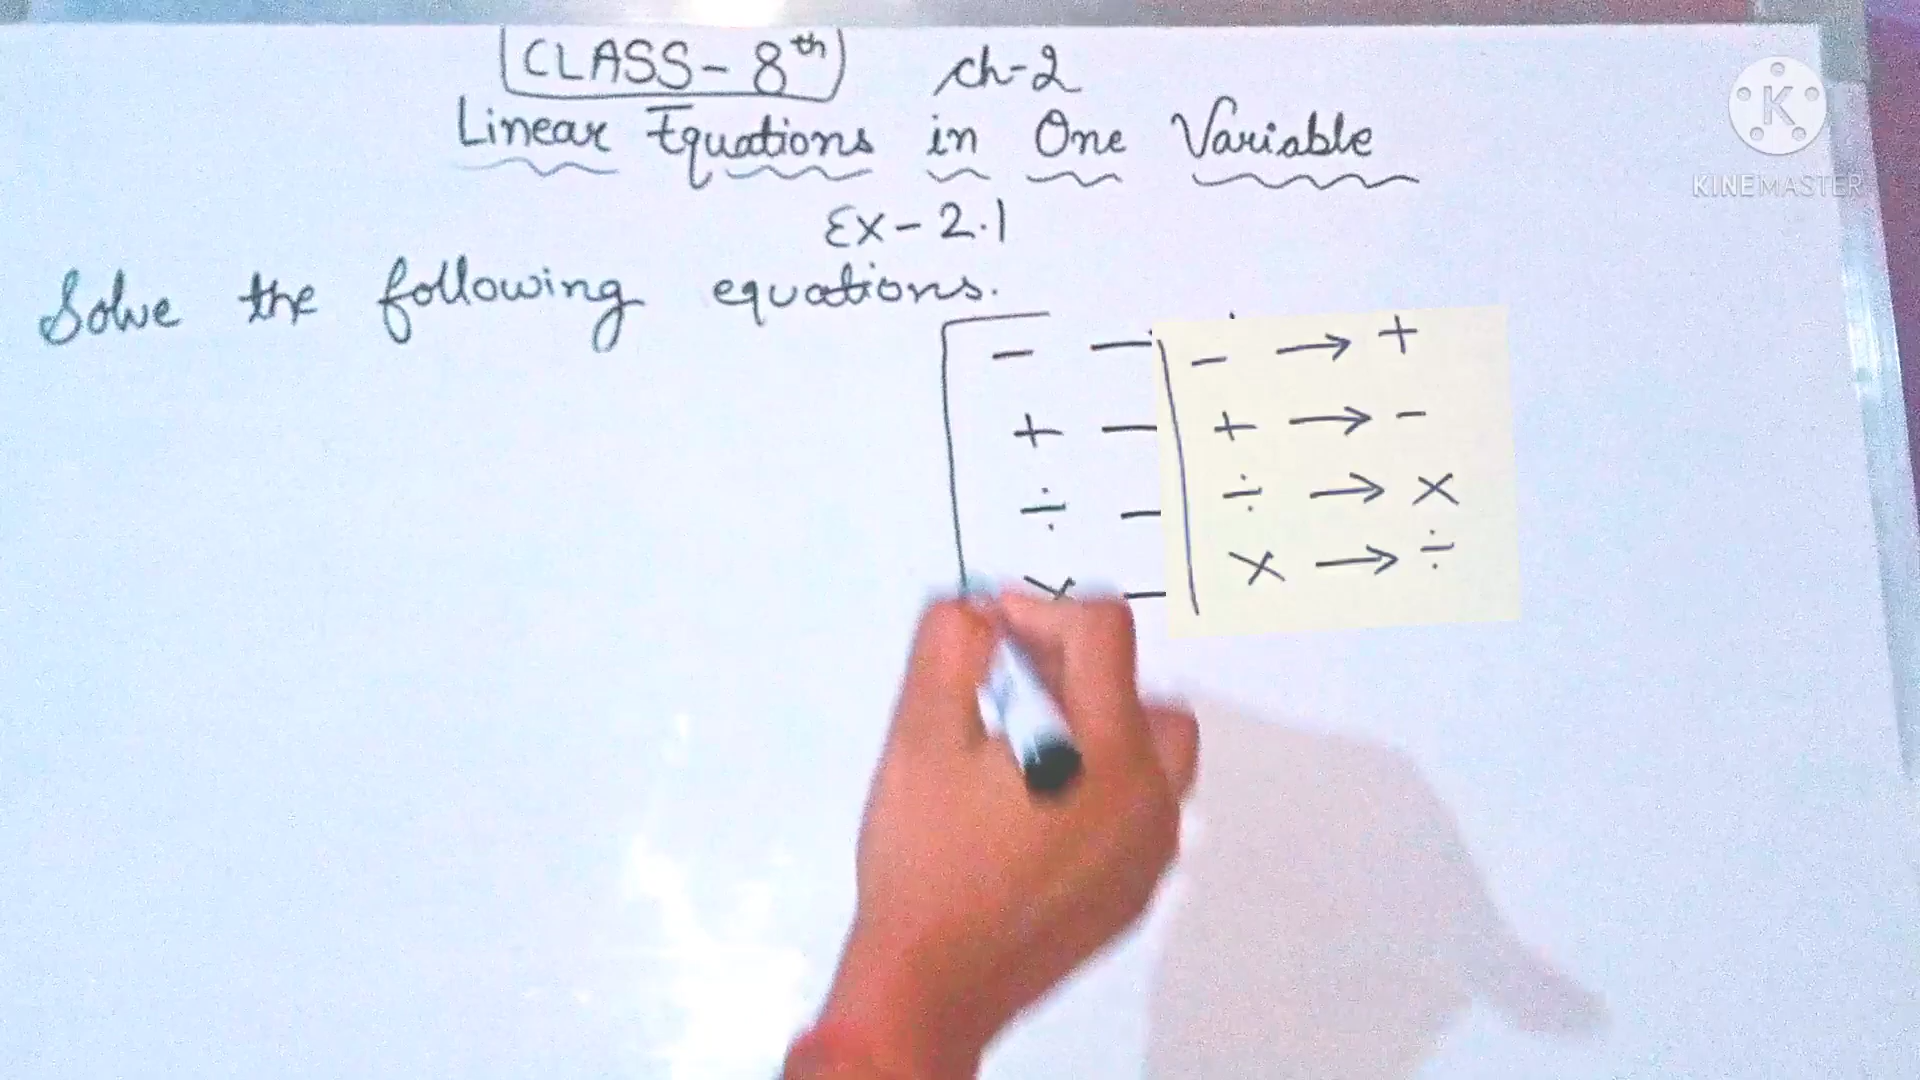 CLASS-8th ch-2
Linear Equations in One Variable
Ex-2.1
Solve the following equations.
- — - → +
+ — + → -
÷ — ÷ → ×
× — × → ÷
K
KINEMASTER